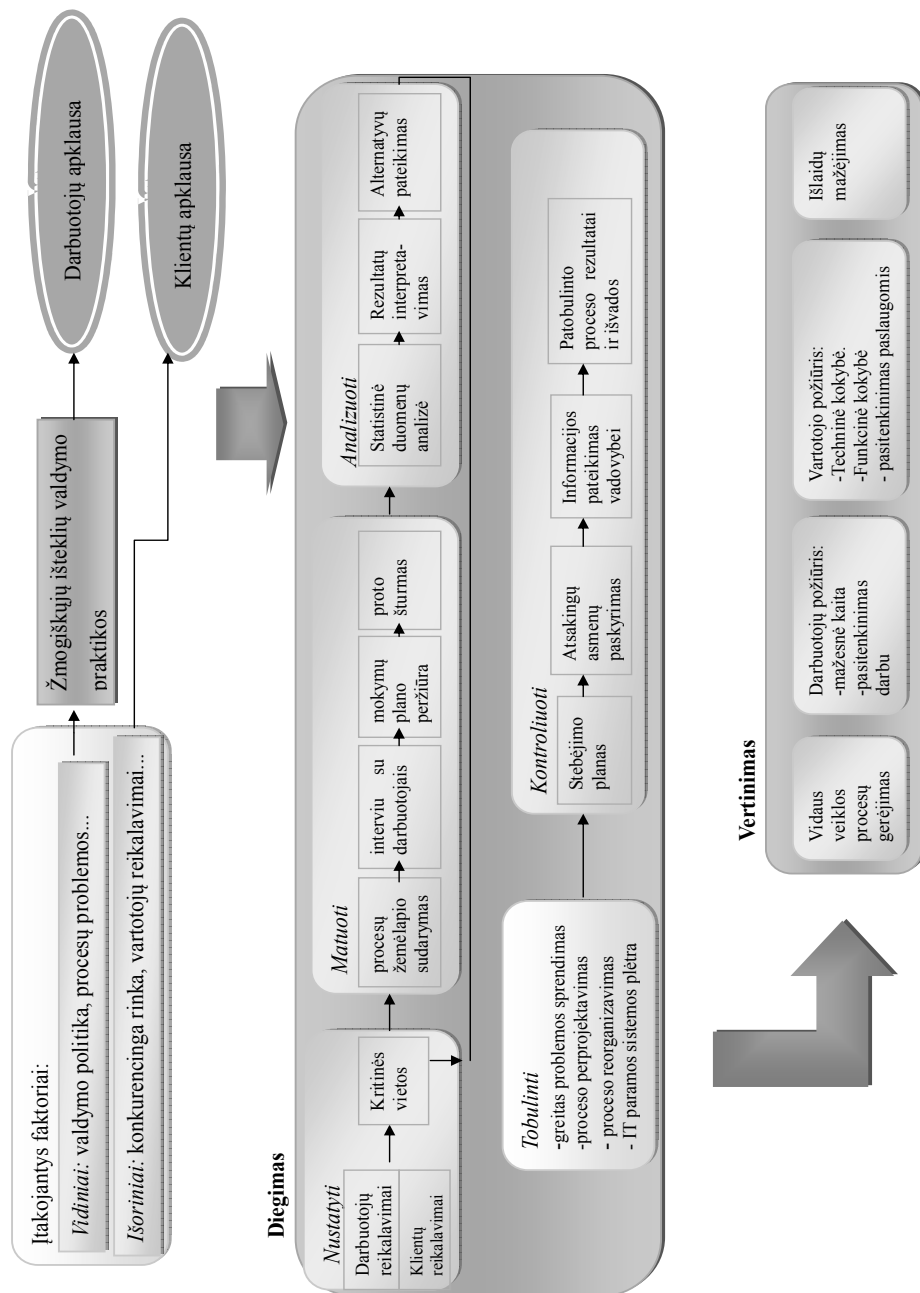 Įtakojantys faktoriai:
Vidiniai: valdymo politika, procesų problemos...
Išoriniai: konkurencinga rinka, vartotojų reikalavimai...
Žmogiškųjų išteklių valdymo
praktikos
Darbuotojų apklausa
Klientų apklausa
Diegimas
Nustatyti
Darbuotojų
reikalavimai
Klientų
reikalavimai
Kritinės
vietos
Matuoti
procesų
žemėlapio
sudarymas
interviu su
darbuotojais
mokymų
plano
peržiūra
proto
šturmas
Analizuoti
Statistinė
duomenų
analizė
Rezultatų
interpreta-
vimas
Alternatyvų
pateikimas
Tobulinti
-greitas problemos sprendimas
-proceso perprojektavimas
- proceso reorganizavimas
- IT paramos sistemos plėtra
Kontroliuoti
Stebėjimo
planas
Atsakingų
asmenų
paskyrimas
Informacijos
pateikimas
vadovybei
Patobulinto
proceso rezultatai
ir išvados
Vertinimas
Vidaus
veiklos
procesų
gerėjimas
Darbuotojų požiūris:
-mažesnė kaita
-pasitenkinimas
darbu
Vartotojo požiūris:
-Techninė kokybė.
-Funkcinė kokybė
- pasitenkinimas paslaugomis
Išlaidų
mažėjimas